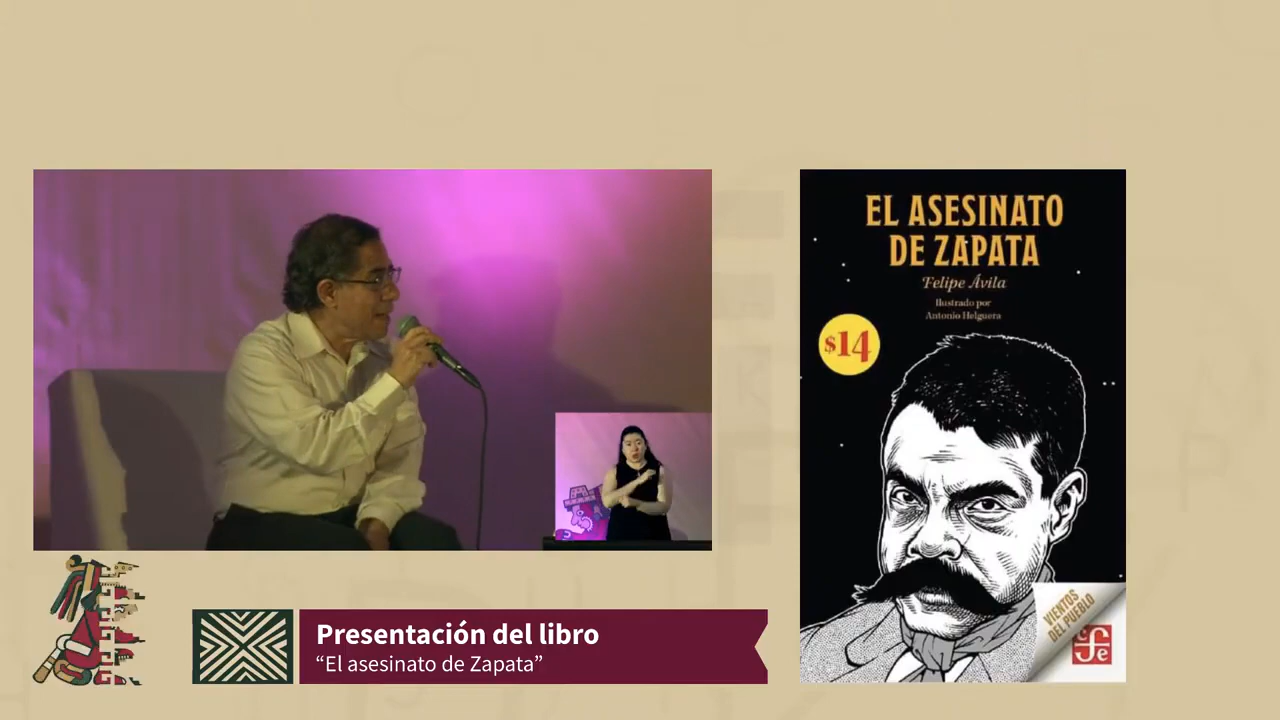 EL ASESINATO
DE ZAPATA
Felipe Ávila
Ilustrado por
Antonio Helguera
$14
VIENTOS
DEL PUEBLO
cfe
Presentación del libro
“El asesinato de Zapata”